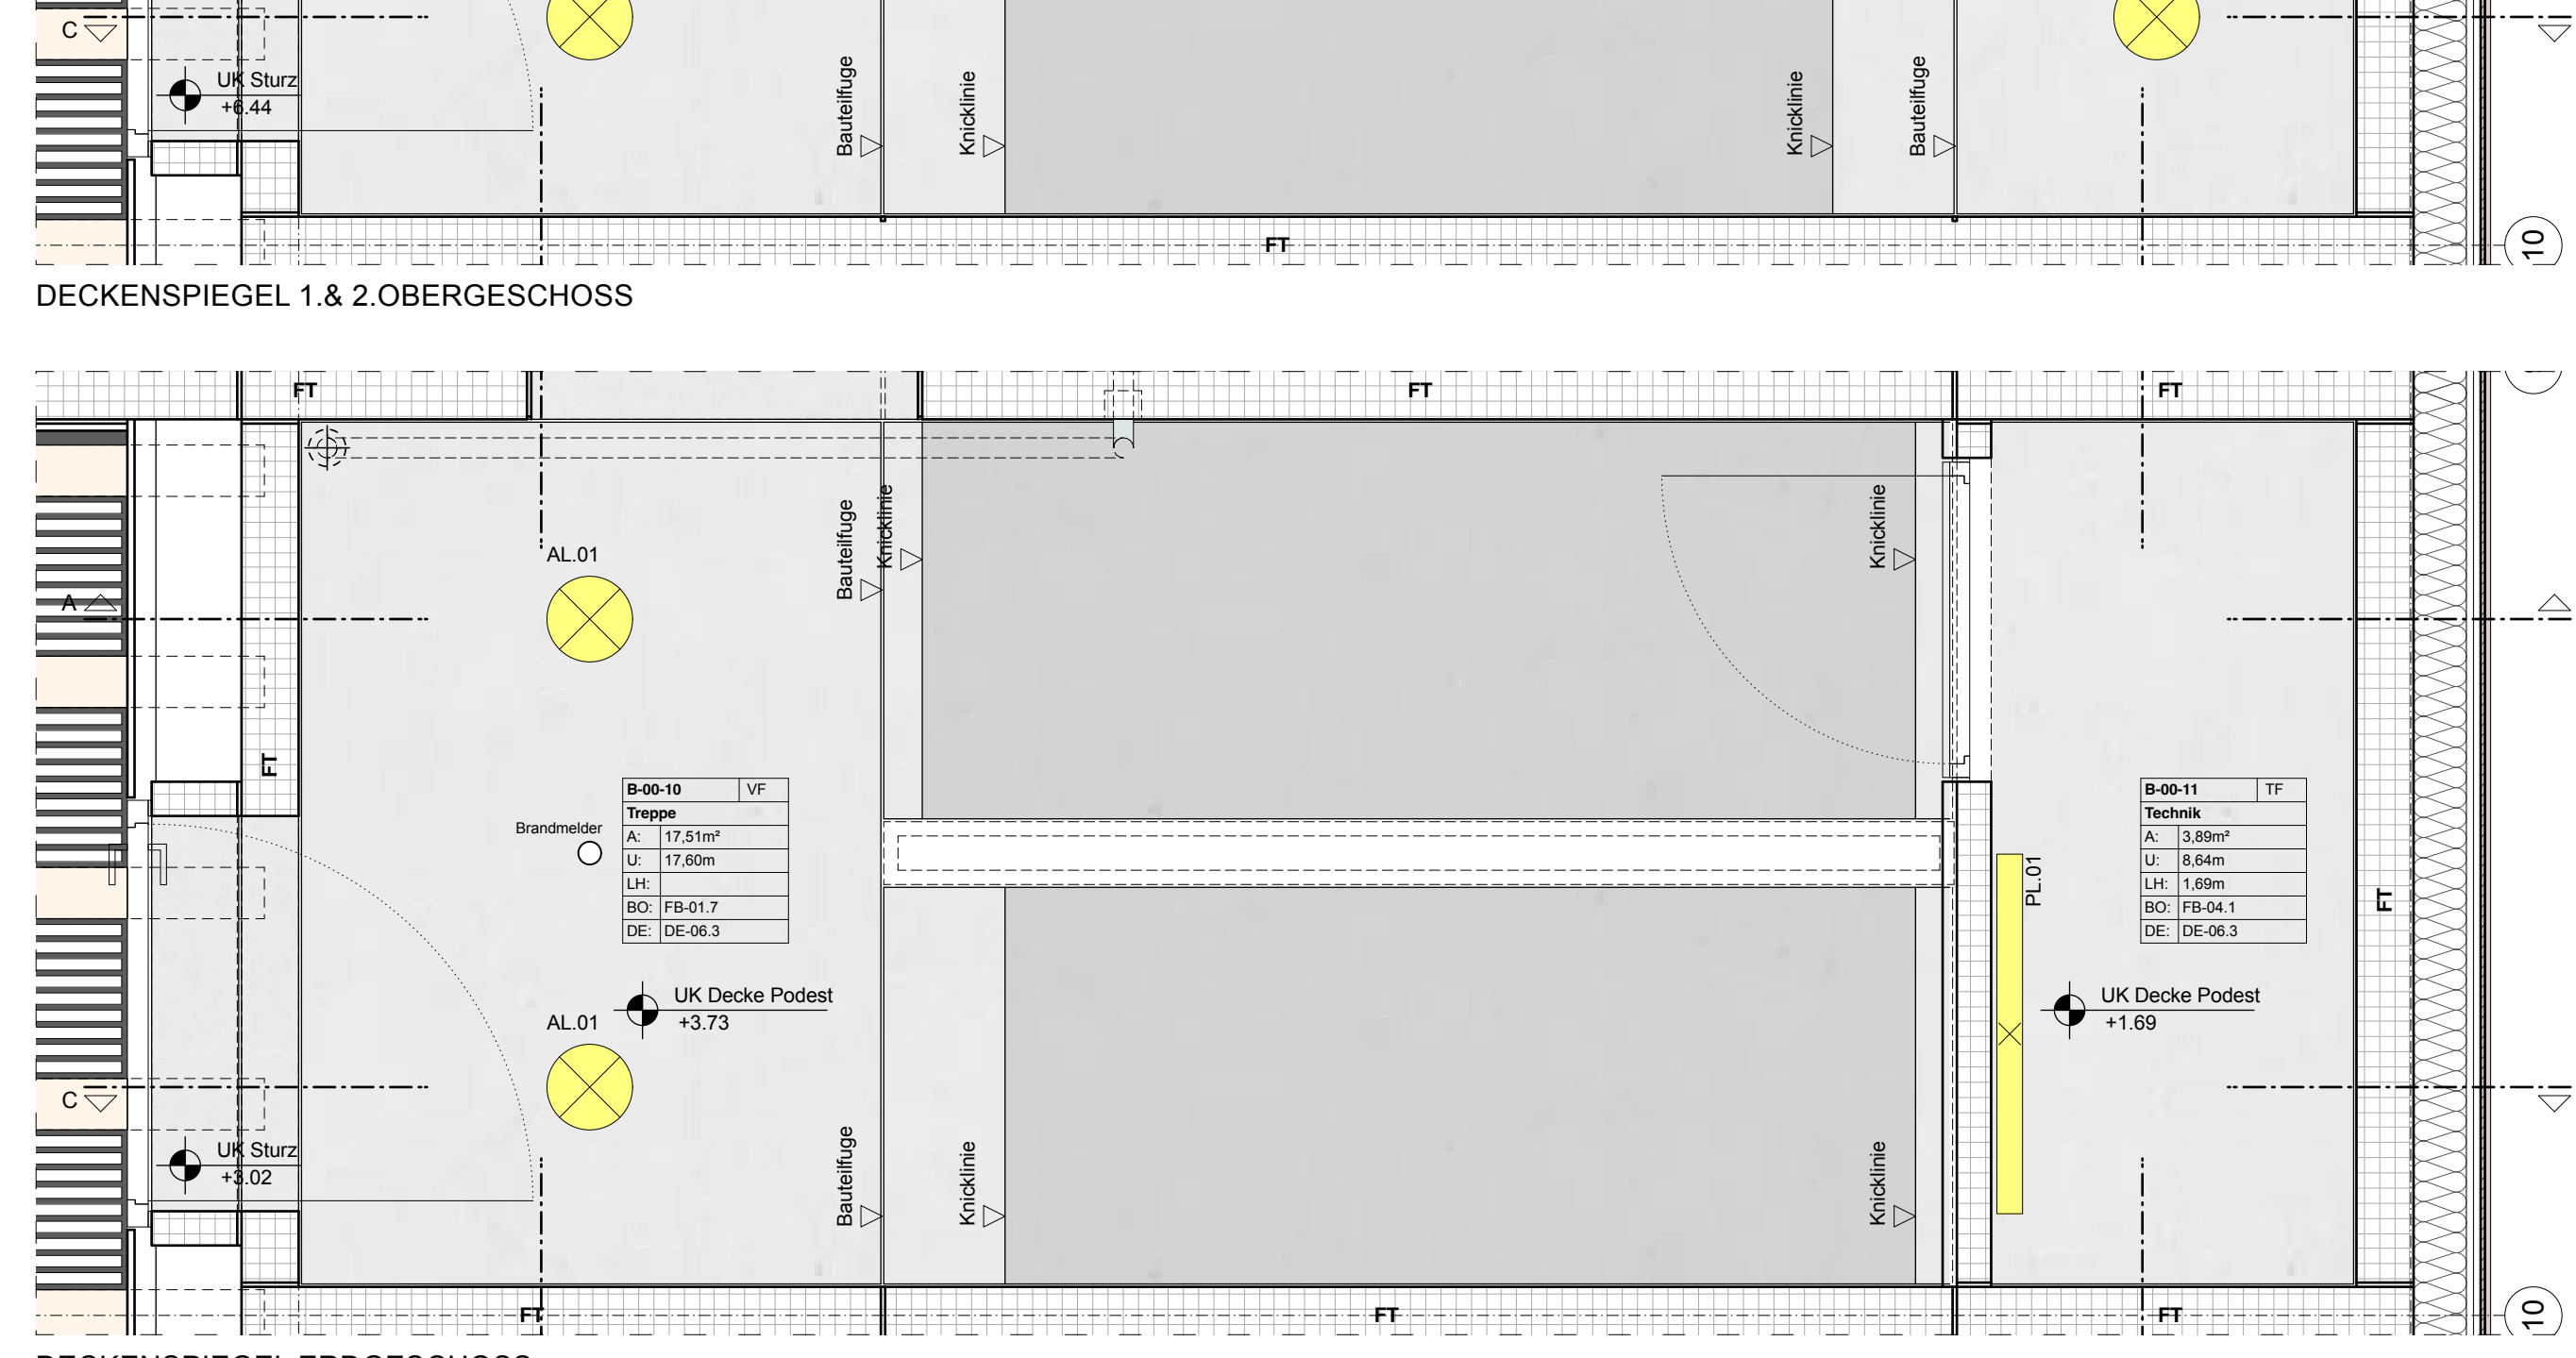 C
UK Sturz
+6.44
Bauteilfuge
Knicklinie
Knicklinie
Bauteilfuge
FT
10
DECKENSPIEGEL 1.& 2.OBERGESCHOSS
FT
FT
FT
AL.01
Bauteilfuge
Knicklinie
Knicklinie
A
FT
Brandmelder
B-00-10 VF
Treppe
A: 17,51m²
U: 17,60m
LH:
BO: FB-01.7
DE: DE-06.3
PL.01
B-00-11 TF
Technik
A: 3,89m²
U: 8,64m
LH: 1,69m
BO: FB-04.1
DE: DE-06.3
FT
UK Decke Podest
+3.73
UK Decke Podest
+1.69
AL.01
C
UK Sturz
+3.02
Bauteilfuge
Knicklinie
Knicklinie
FT
FT
FT
10
DECKENSPIEGEL ERDGESCHOSS